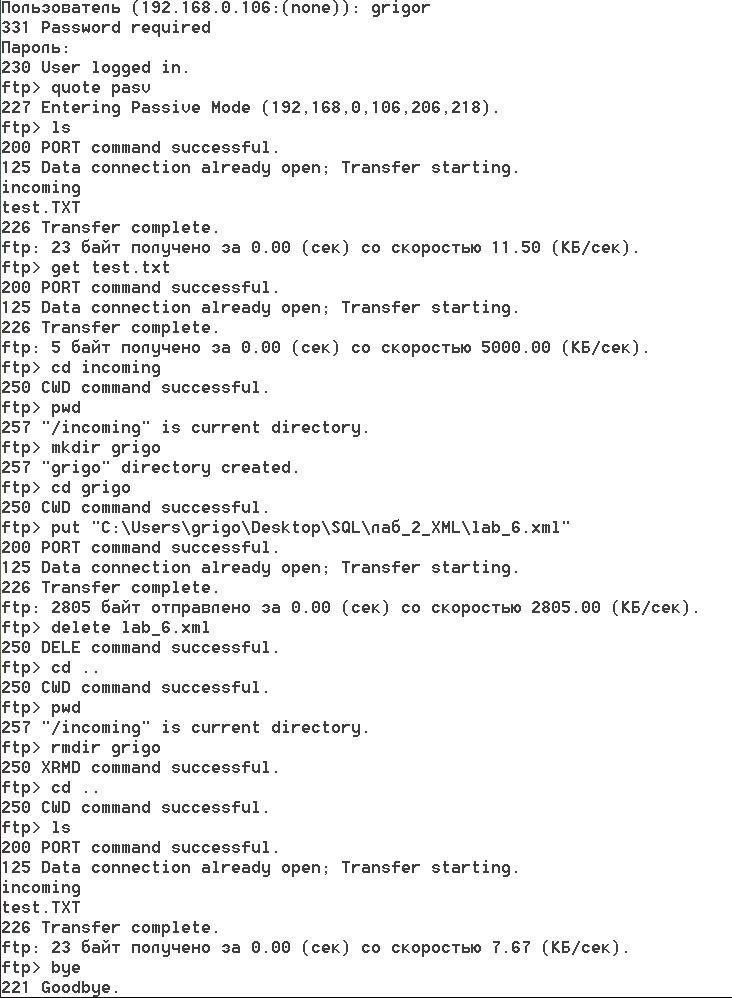 Пользователь (192.168.0.106:(none)): grigor
331 Password required
Пароль:
230 User logged in.
ftp> quote pasv
227 Entering Passive Mode (192,168,0,106,206,218).
ftp> ls
200 PORT command successful.
125 Data connection already open; Transfer starting.
incoming
test.TXT
226 Transfer complete.
ftp: 23 байт получено за 0.00 (сек) со скоростью 11.50 (КБ/сек).
ftp> get test.txt
200 PORT command successful.
125 Data connection already open; Transfer starting.
226 Transfer complete.
ftp: 5 байт получено за 0.00 (сек) со скоростью 5000.00 (КБ/сек).
ftp> cd incoming
250 CWD command successful.
ftp> pwd
257 "/incoming" is current directory.
ftp> mkdir grigo
257 "grigo" directory created.
ftp> cd grigo
250 CWD command successful.
ftp> put "C:\Users\grigo\Desktop\SQL\лаб_2_XML\lab_6.xml"
200 PORT command successful.
125 Data connection already open; Transfer starting.
226 Transfer complete.
ftp: 2805 байт отправлено за 0.00 (сек) со скоростью 2805.00 (КБ/сек).
ftp> delete lab_6.xml
250 DELE command successful.
ftp> cd ..
250 CWD command successful.
ftp> pwd
257 "/incoming" is current directory.
ftp> rmdir grigo
250 XRMD command successful.
ftp> cd ..
250 CWD command successful.
ftp> ls
200 PORT command successful.
125 Data connection already open; Transfer starting.
incoming
test.TXT
226 Transfer complete.
ftp: 23 байт получено за 0.00 (сек) со скоростью 7.67 (КБ/сек).
ftp> bye
221 Goodbye.